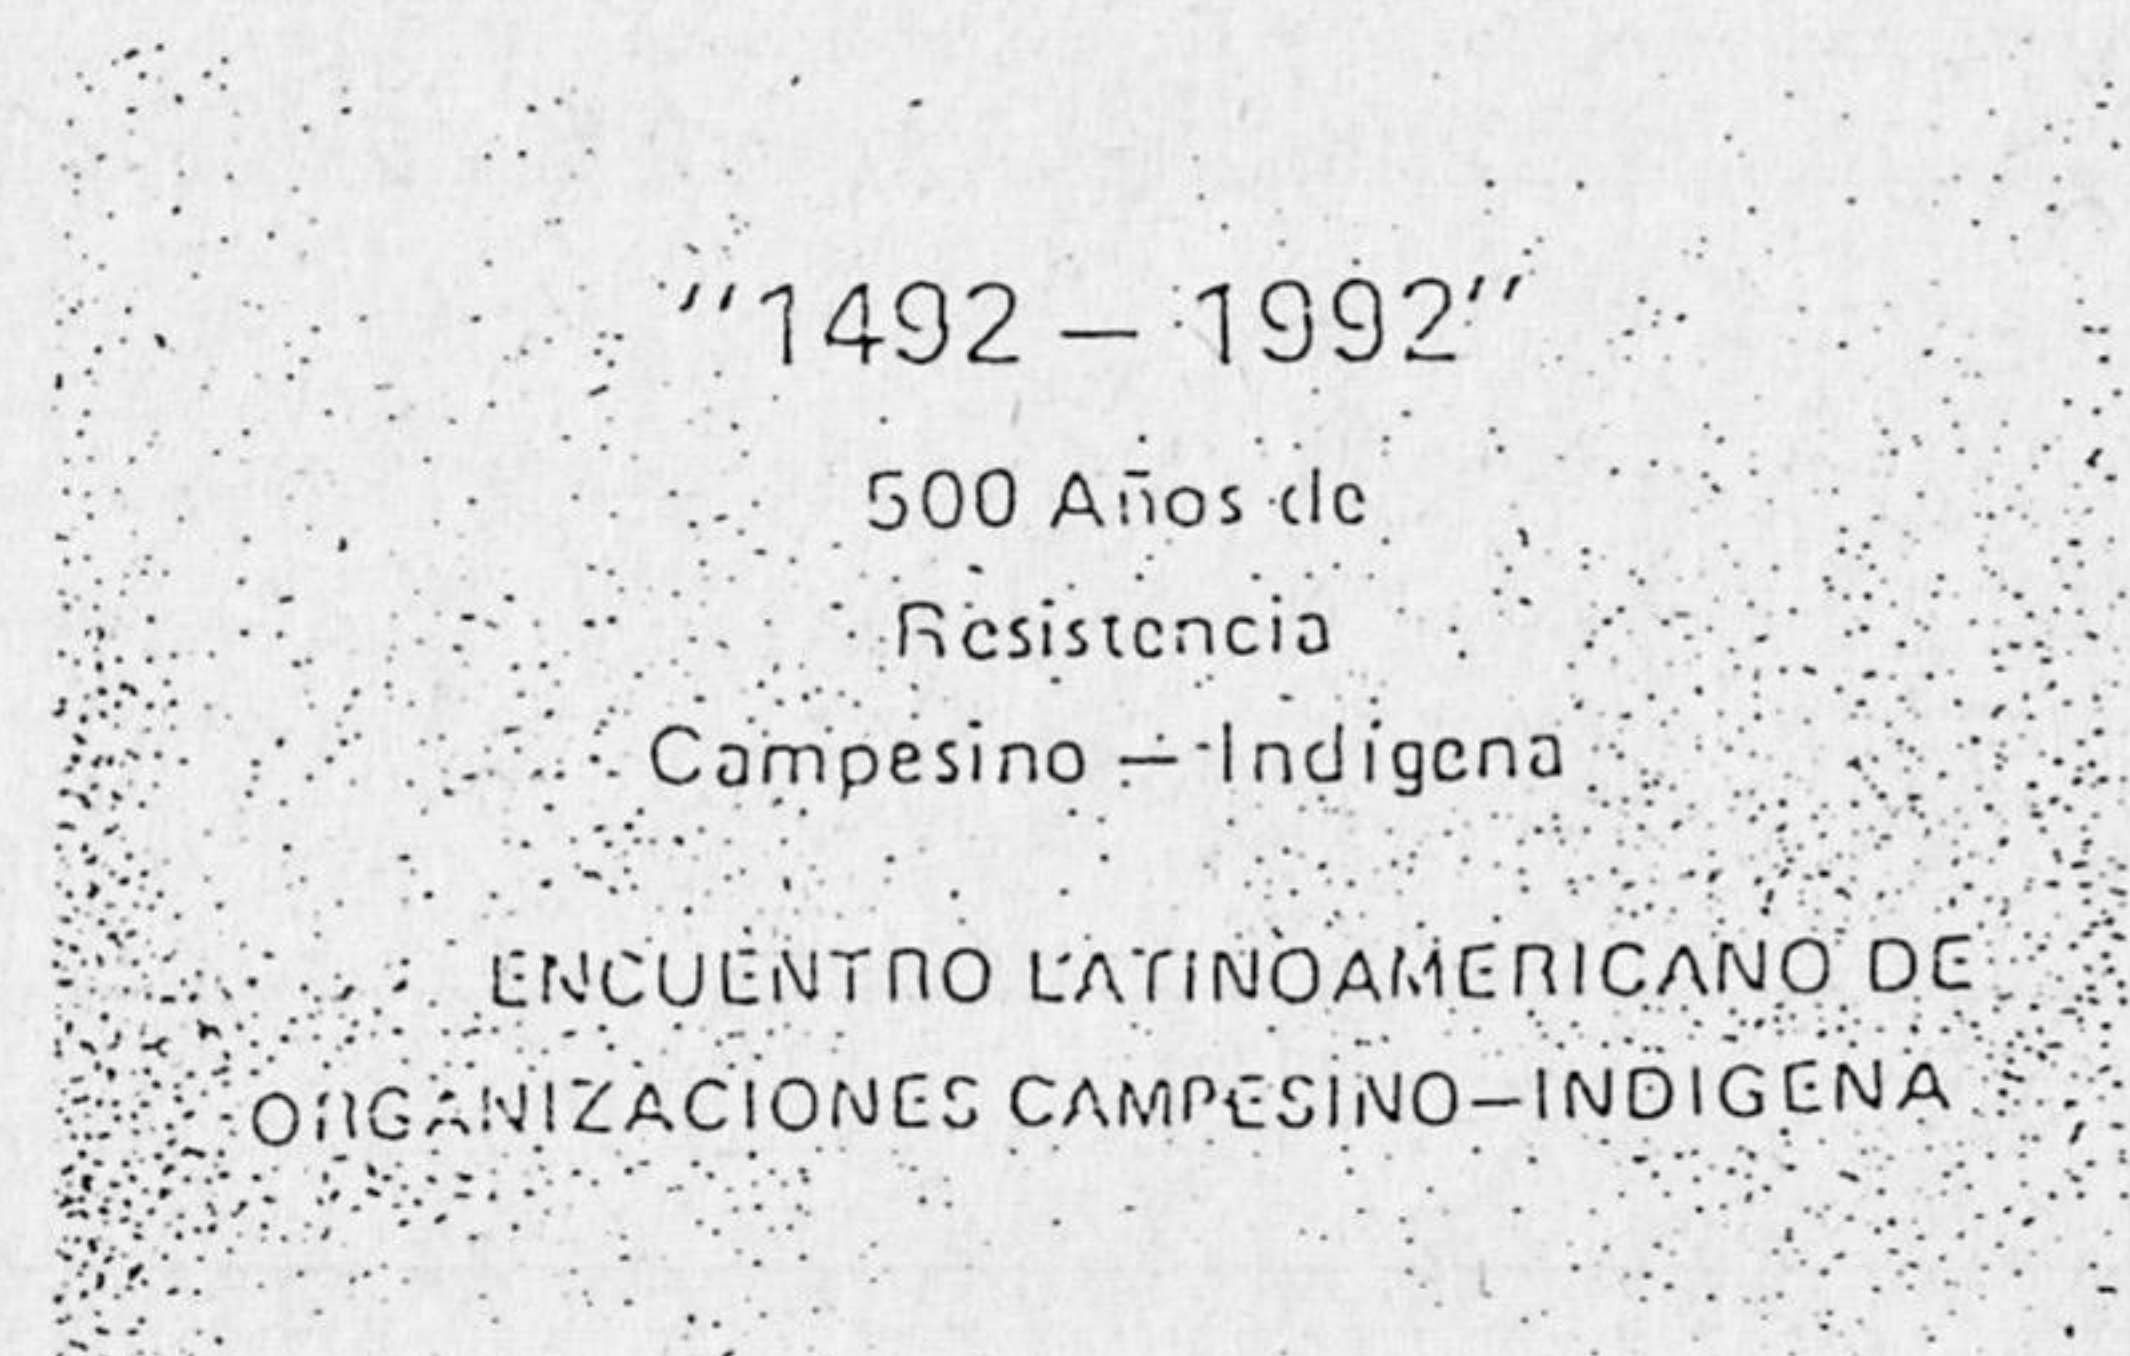 "1492 – 1992"
500 Años de
Resistencia
Campesino – Indigena
ENCUENTRO LATINOAMERICANO DE
ORGANIZACIONES CAMPESINO–INDIGENA